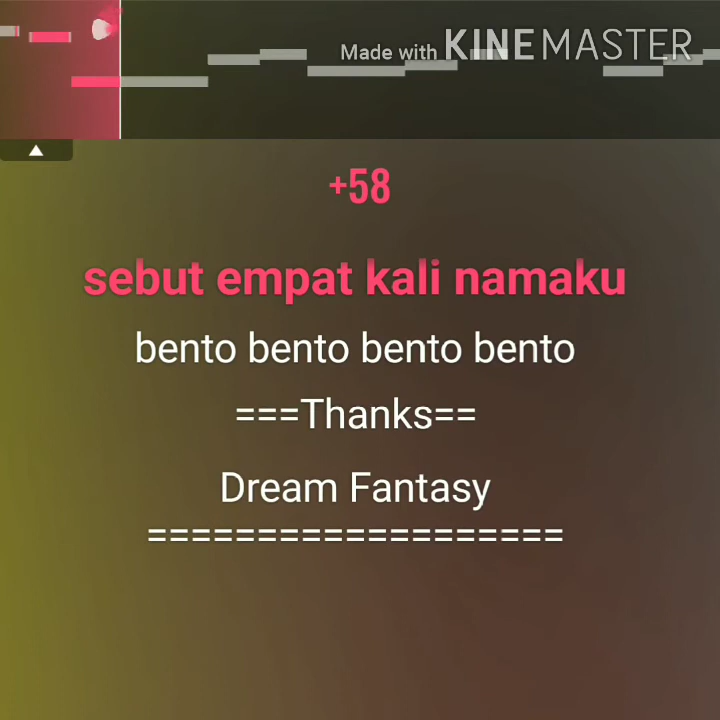 Made with KINEMASTER
+58
sebut empat kali namaku
bento bento bento bento
===Thanks==
Dream Fantasy
===================